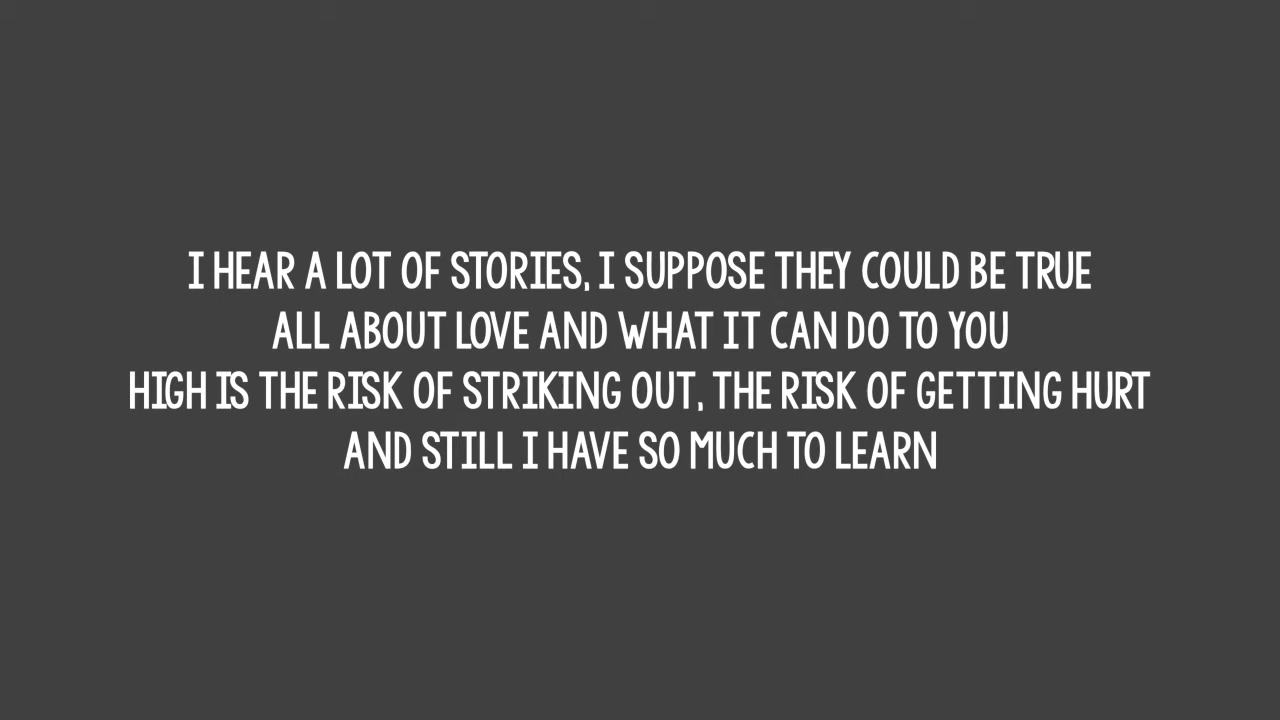 I HEAR A LOT OF STORIES, I SUPPOSE THEY COULD BE TRUE
ALL ABOUT LOVE AND WHAT IT CAN DO TO YOU
HIGH IS THE RISK OF STRIKING OUT, THE RISK OF GETTING HURT
AND STILL I HAVE SO MUCH TO LEARN